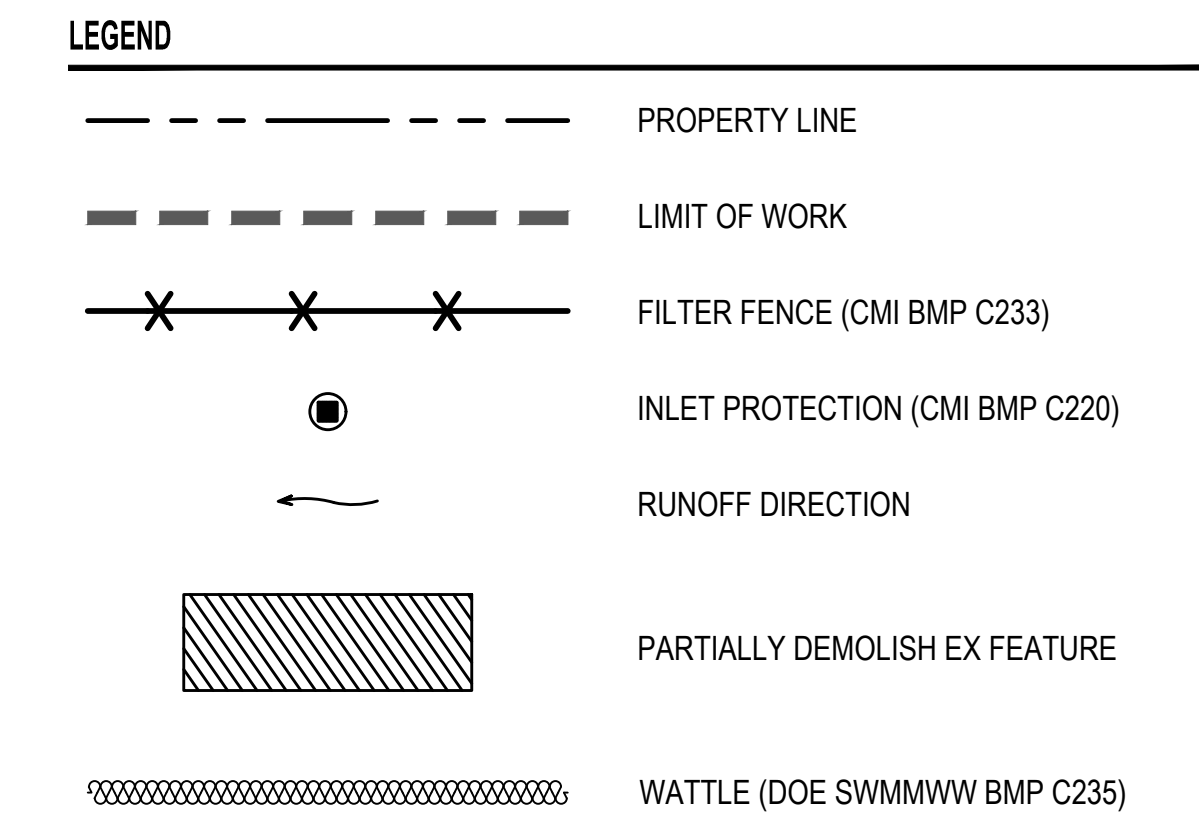 LEGEND
PROPERTY LINE
LIMIT OF WORK
FILTER FENCE (CMI BMP C233)
INLET PROTECTION (CMI BMP C220)
RUNOFF DIRECTION
PARTIALLY DEMOLISH EX FEATURE
WATTLE (DOE SWMMWW BMP C235)